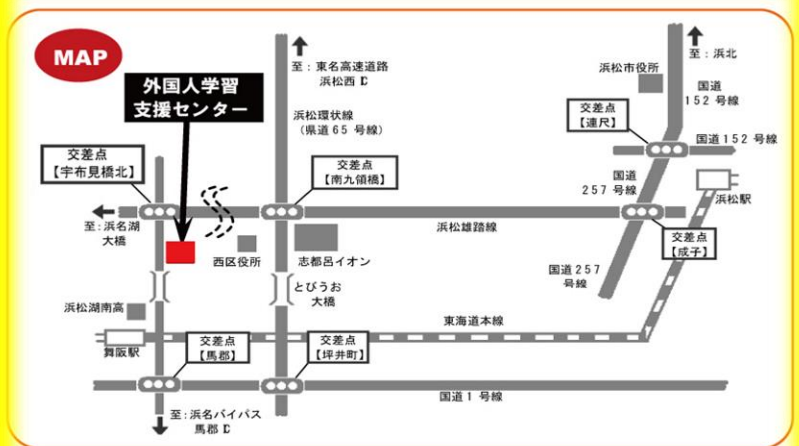 MAP
外国人学習
支援センター
至:東名高速道路
浜松西IC
浜松環状線
(県道65号線)
浜松市役所
至:浜北
国道
152号線
交差点
【連尺】
国道152号線
交差点
【宇布見橋北】
交差点
【南九領橋】
国道
257号線
浜松駅
至:浜名湖
大橋
西区役所
志都呂イオン
浜松雄踏線
交差点
【成子】
国道257
号線
とびうお
大橋
浜松湖南高
舞阪駅
交差点
【馬郡】
交差点
【坪井町】
東海道本線
国道1号線
至:浜名バイパス
馬郡IC